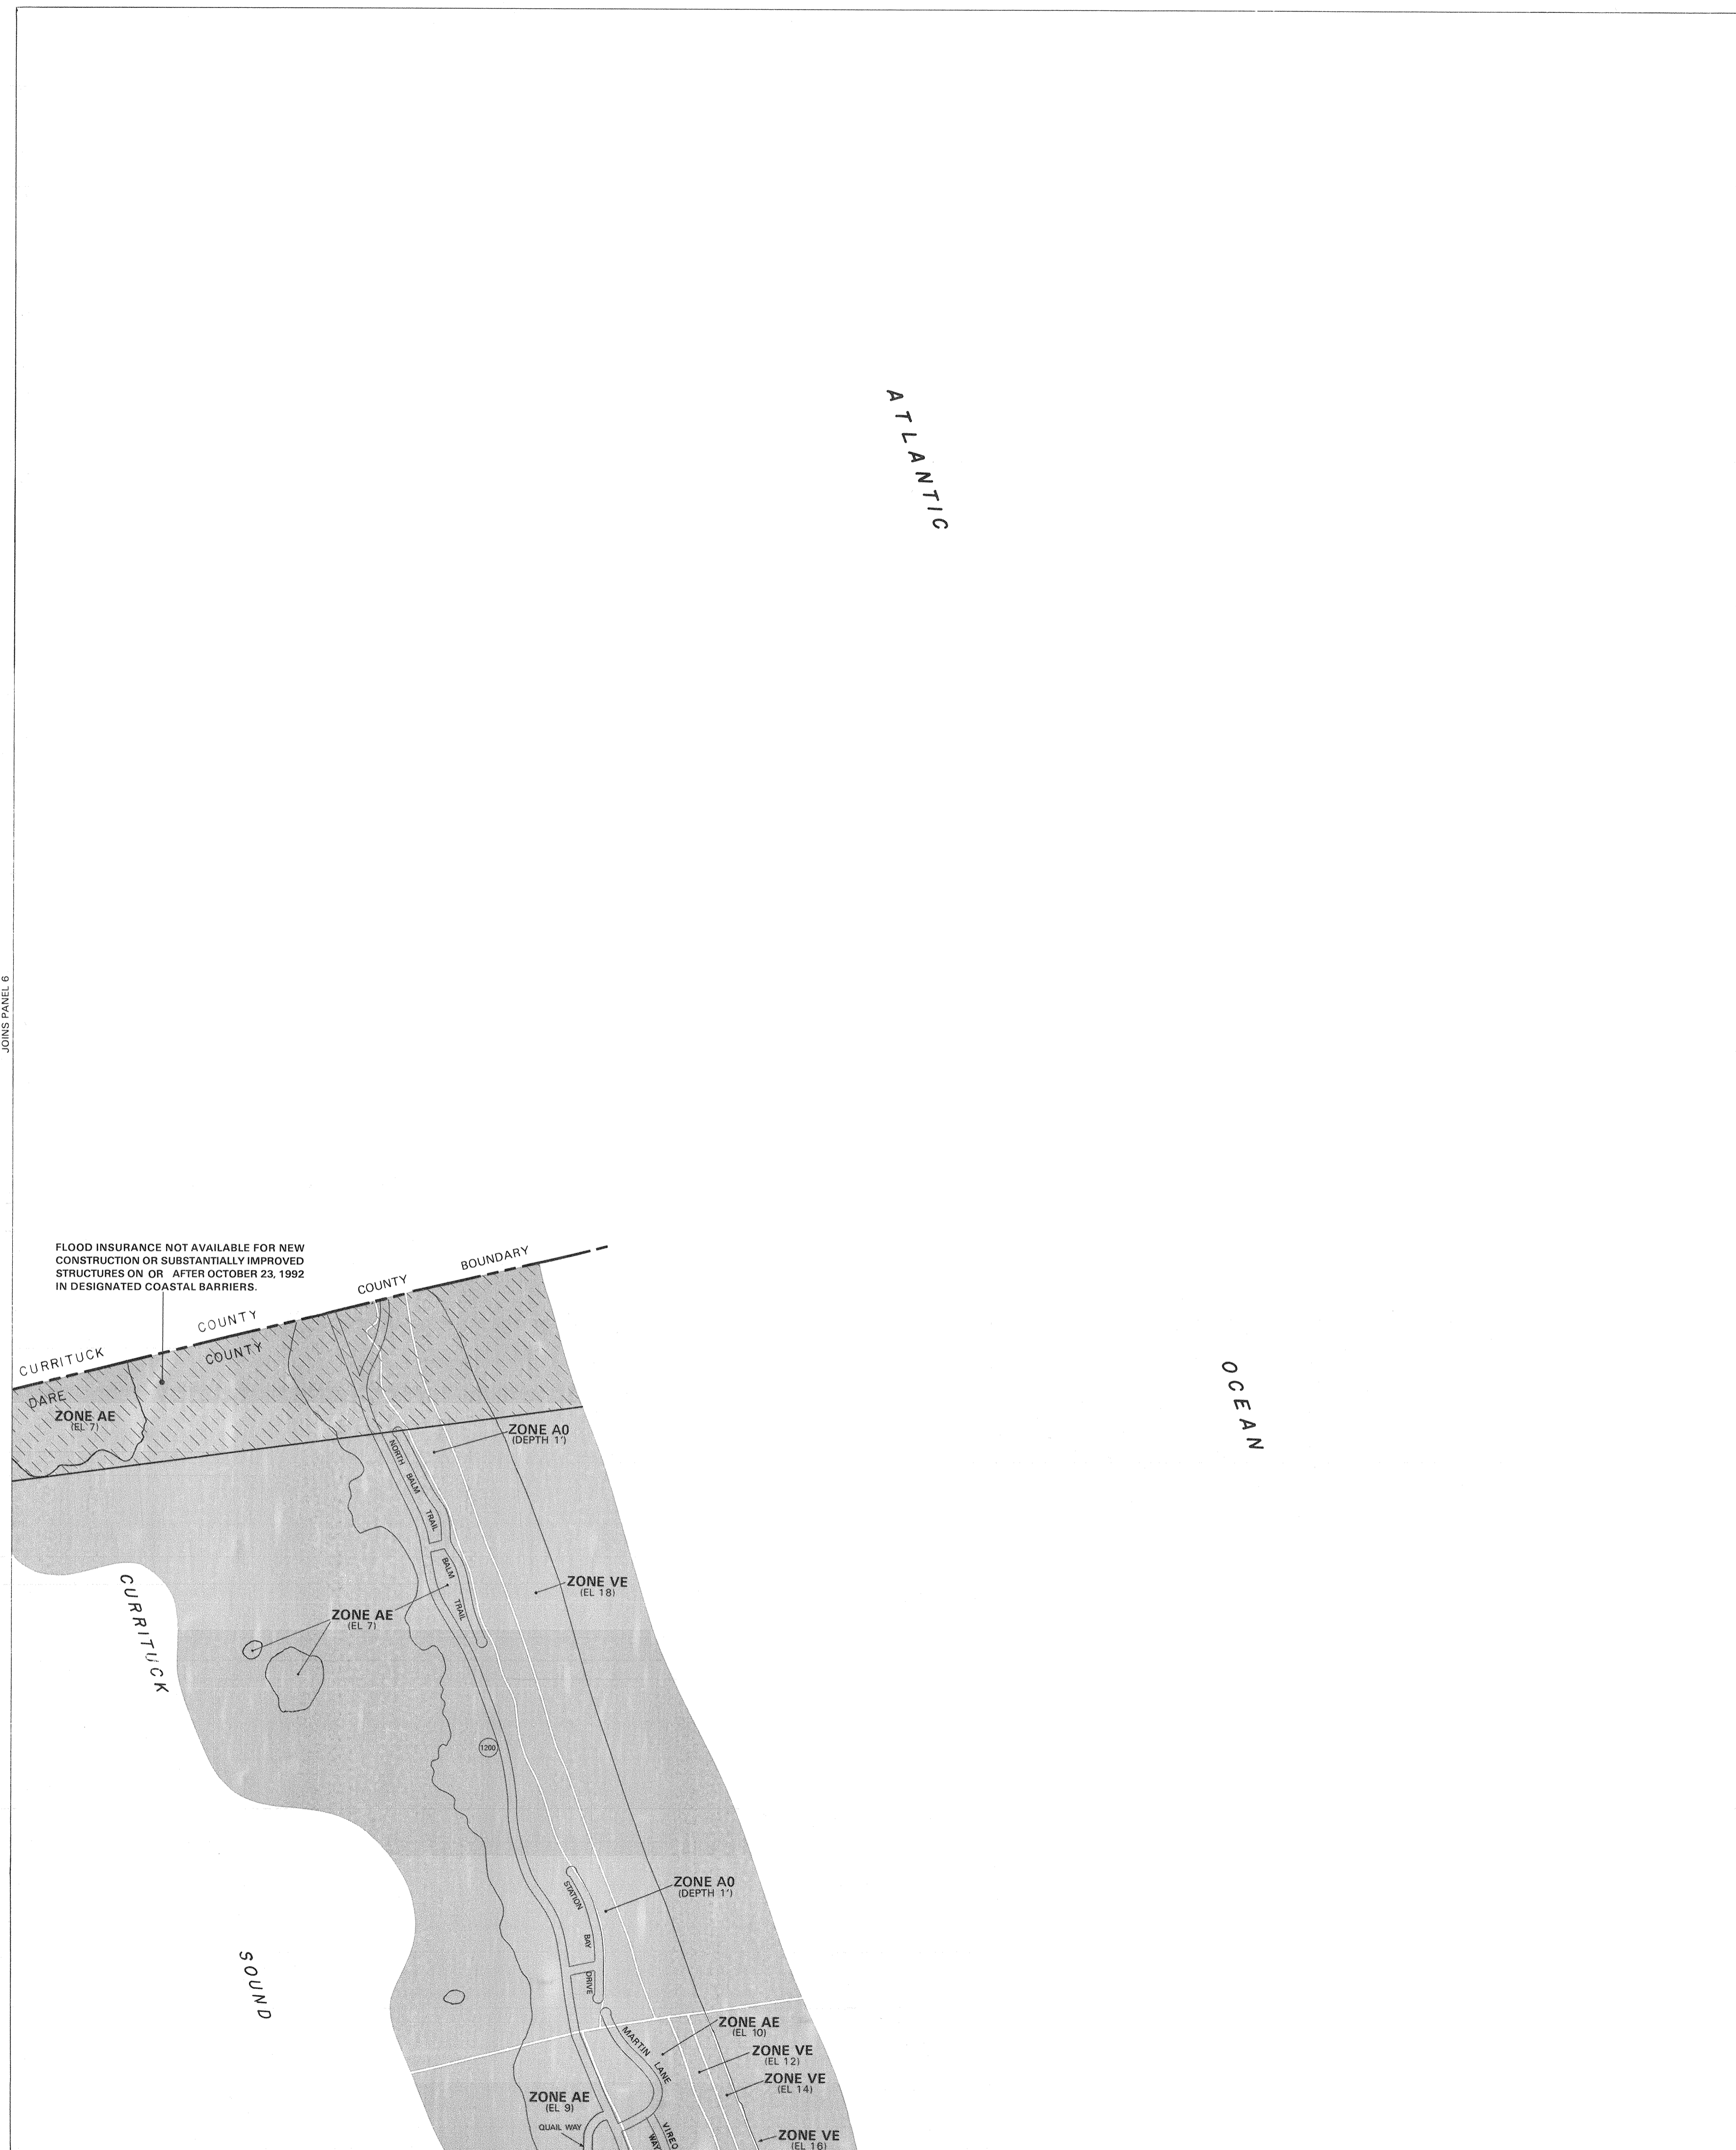 ATLANTIC
JOINS PANEL 6
FLOOD INSURANCE NOT AVAILABLE FOR NEW
CONSTRUCTION OR SUBSTANTIALLY IMPROVED
STRUCTURES ON OR AFTER OCTOBER 23, 1992
IN DESIGNATED COASTAL BARRIERS.
CURRITUCK COUNTY
COUNTY BOUNDARY
DARE COUNTY
OCEAN
ZONE AE
(EL 7)
ZONE A0
(DEPTH 1')
NORTH BALM TRAIL
BALM TRAIL
ZONE VE
(EL 18)
CURRITUCK
ZONE AE
(EL 7)
1200
ZONE A0
(DEPTH 1')
STATION BAY DRIVE
SOUND
ZONE AE
(EL 10)
MARTIN LANE
ZONE VE
(EL 12)
ZONE VE
(EL 14)
ZONE AE
(EL 9)
QUAIL WAY
VIREO
WAY
ZONE VE
(EL 16)